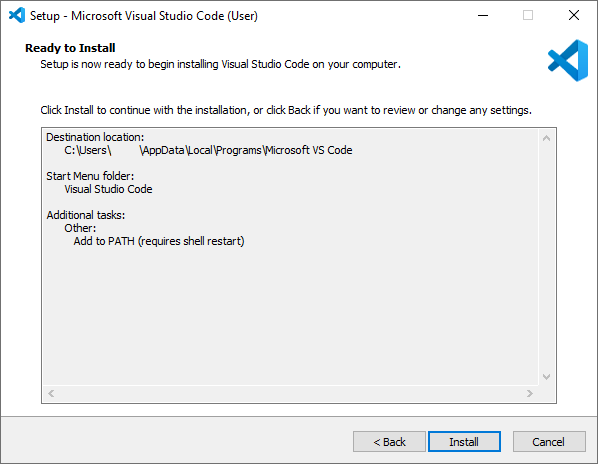 Setup - Microsoft Visual Studio Code (User)
Ready to Install
Setup is now ready to begin installing Visual Studio Code on your computer.
Click Install to continue with the installation, or click Back if you want to review or change any settings.
Destination location:
C:\Users\ \AppData\Local\Programs\Microsoft VS Code
Start Menu folder:
Visual Studio Code
Additional tasks:
Other:
Add to PATH (requires shell restart)
< Back Install Cancel